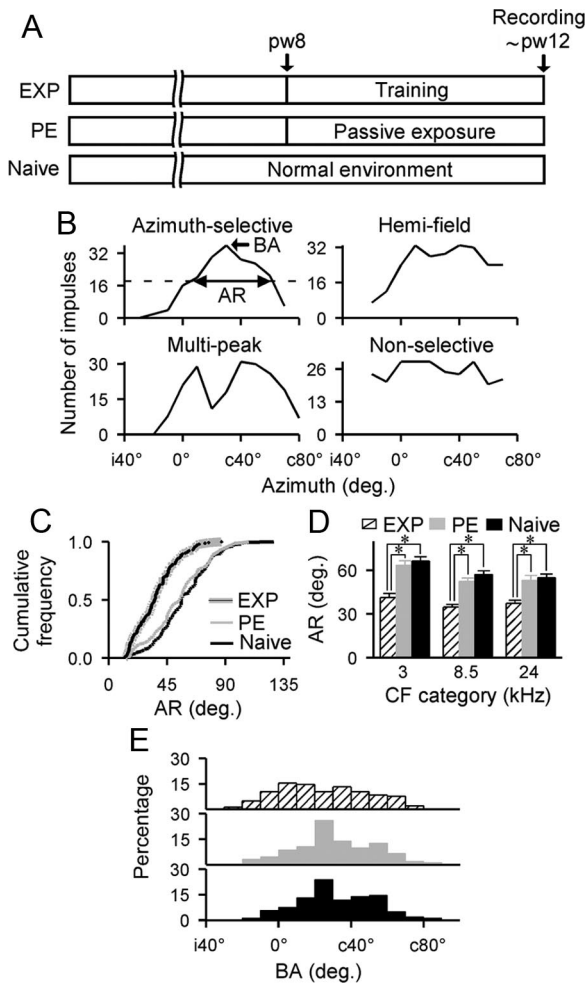 A
Recording
pw8
~pw12
EXP
Training
PE
Passive exposure
Naive
Normal environment
B
Azimuth-selective
Hemi-field
32
BA
32
16
AR
16
0
0
Multi-peak
Non-selective
30
26
15
13
0
0
i40° 0° c40° c80° i40° 0° c40° c80°
Number of impulses
Azimuth (deg.)
C
1.0
0.5
0.0
Cumulative
frequency
EXP
PE
Naive
0 45 90 135
AR (deg.)
D
EXP PE Naive
* * * * * *
60
30
0
AR (deg.)
3 8.5 24
CF category (kHz)
E
30
15
30
15
30
15
0
Percentage
i40° 0° c40° c80°
BA (deg.)